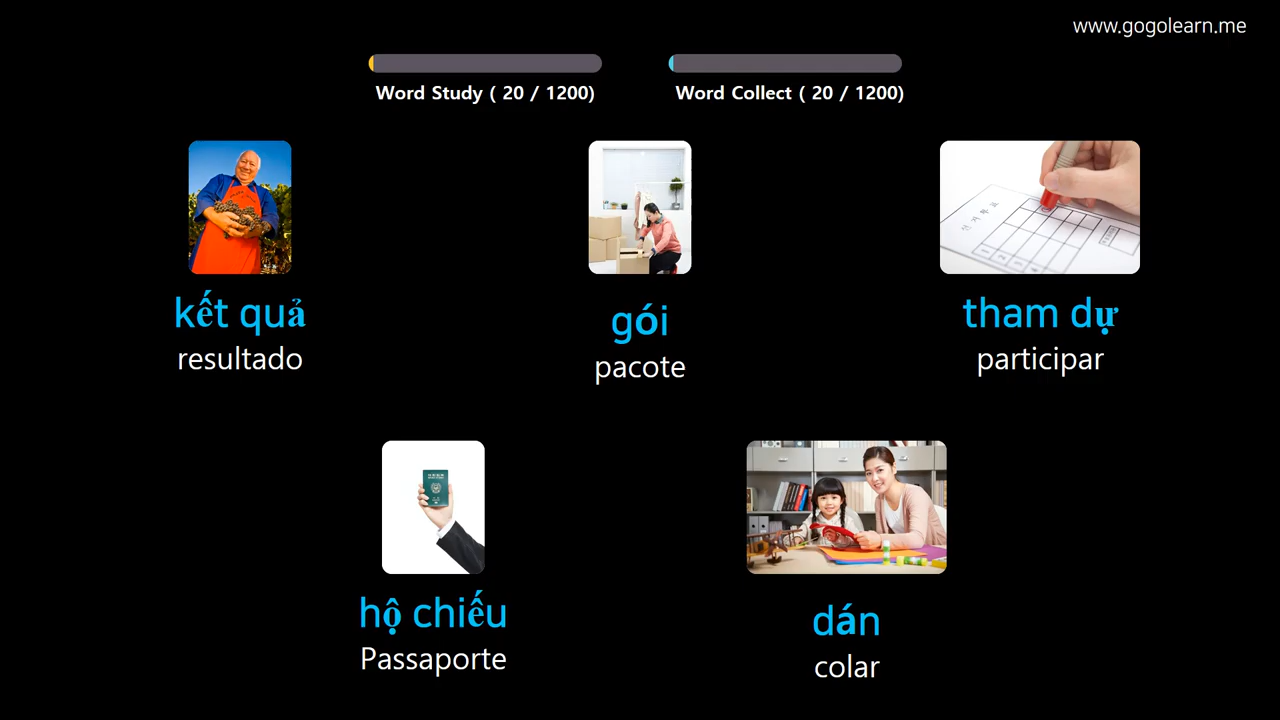 www.gogolearn.me
Word Study ( 20 / 1200)
Word Collect ( 20 / 1200)
kết quả
resultado
gói
pacote
tham dự
participar
hộ chiếu
Passaporte
dán
colar